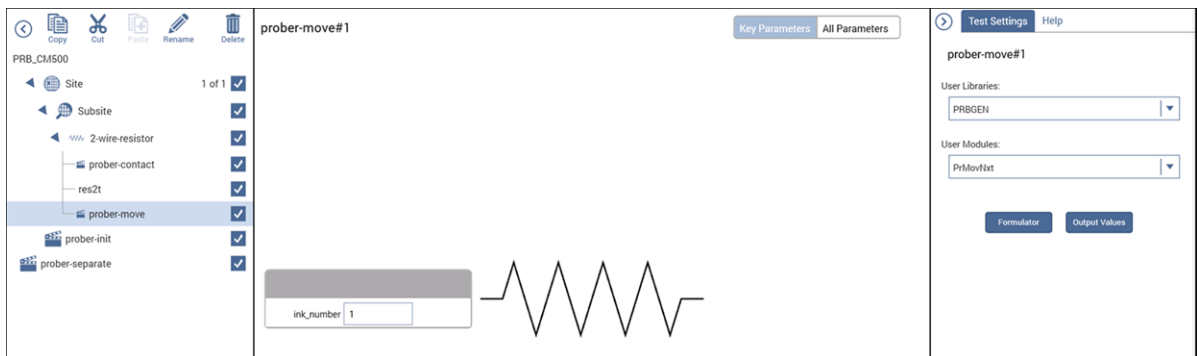 Copy Cut Paste Rename Delete
PRB_CM500
Site 1 of 1
Subsite
2-wire-resistor
prober-contact
res2t
prober-move
prober-init
prober-separate
prober-move#1
Key Parameters All Parameters
ink_number 1
Test Settings Help
prober-move#1
User Libraries:
PRBGEN
User Modules:
PrMovNxt
Formulator Output Values